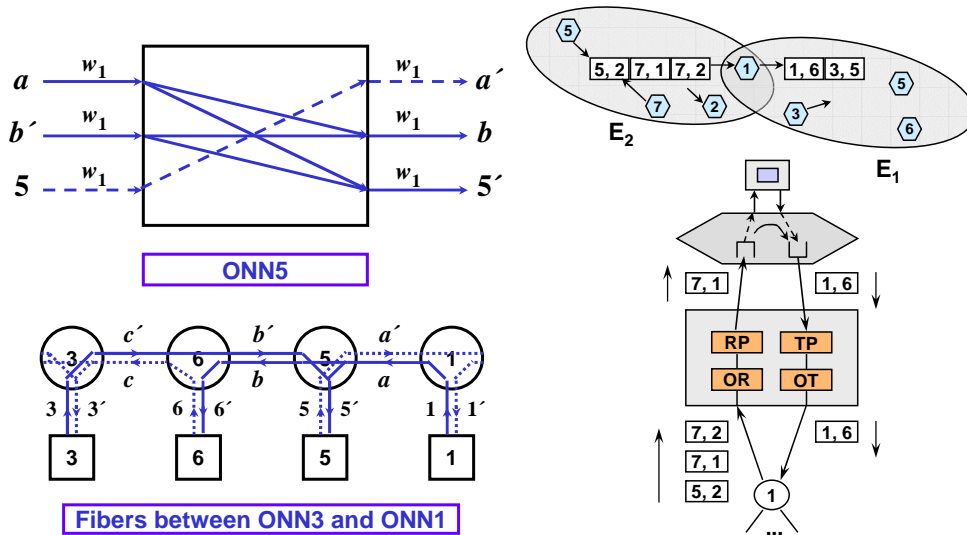 a w1 w1 a´
b´ w1 w1 b
5 w1 w1 5´
ONN5
3 c´ 6 b´ 5 a´ 1
c b a
3 3´ 6 6´ 5 5´ 1 1´
3 6 5 1
Fibers between ONN3 and ONN1
5
5, 2 7, 1 7, 2 1 1, 6 3, 5 5
7 2 3 6
E2 E1
7, 1 1, 6
RP TP
OR OT
7, 2 1, 6
7, 1
5, 2
1
...